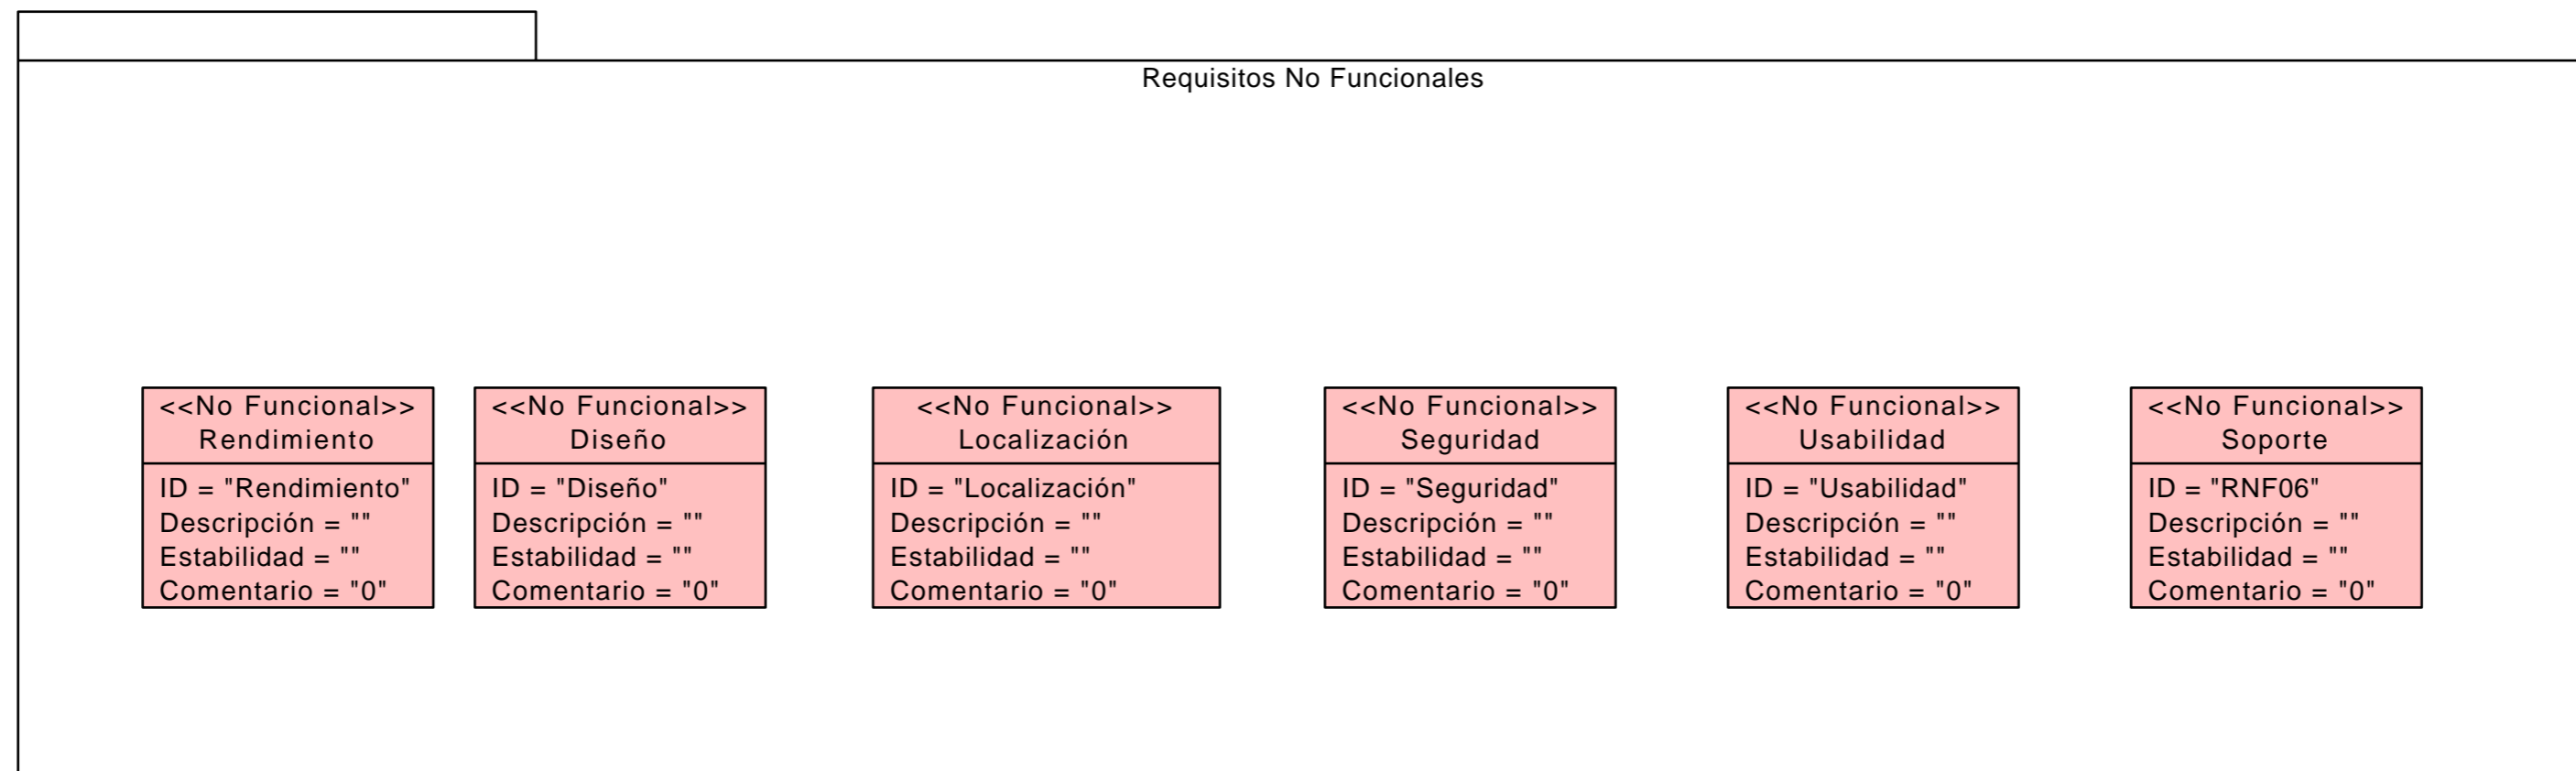 Requisitos No Funcionales
<<No Funcional>>
Rendimiento
ID = "Rendimiento"
Descripción = ""
Estabilidad = ""
Comentario = "0"
<<No Funcional>>
Diseño
ID = "Diseño"
Descripción = ""
Estabilidad = ""
Comentario = "0"
<<No Funcional>>
Localización
ID = "Localización"
Descripción = ""
Estabilidad = ""
Comentario = "0"
<<No Funcional>>
Seguridad
ID = "Seguridad"
Descripción = ""
Estabilidad = ""
Comentario = "0"
<<No Funcional>>
Usabilidad
ID = "Usabilidad"
Descripción = ""
Estabilidad = ""
Comentario = "0"
<<No Funcional>>
Soporte
ID = "RNF06"
Descripción = ""
Estabilidad = ""
Comentario = "0"